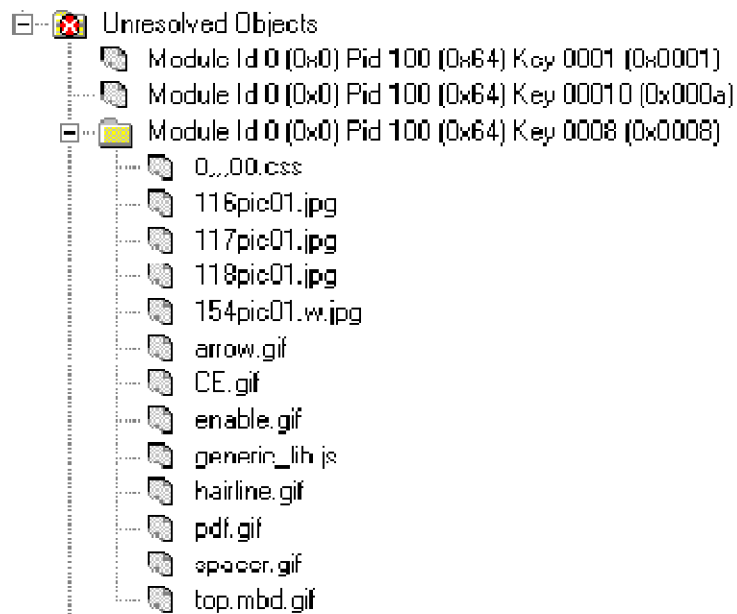 Unresolved Objects
Module Id 0 (0x0) Pid 100 (0x64) Key 0001 (0x0001)
Module Id 0 (0x0) Pid 100 (0x64) Key 00010 (0x000a)
Module Id 0 (0x0) Pid 100 (0x64) Key 0008 (0x0008)
0,,,00.css
116pic01.jpg
117pic01.jpg
118pic01.jpg
154pic01.w.jpg
arrow.gif
CE.gif
enable.gif
generic_lib.js
hairline.gif
pdf.gif
spacer.gif
top.mbd.gif